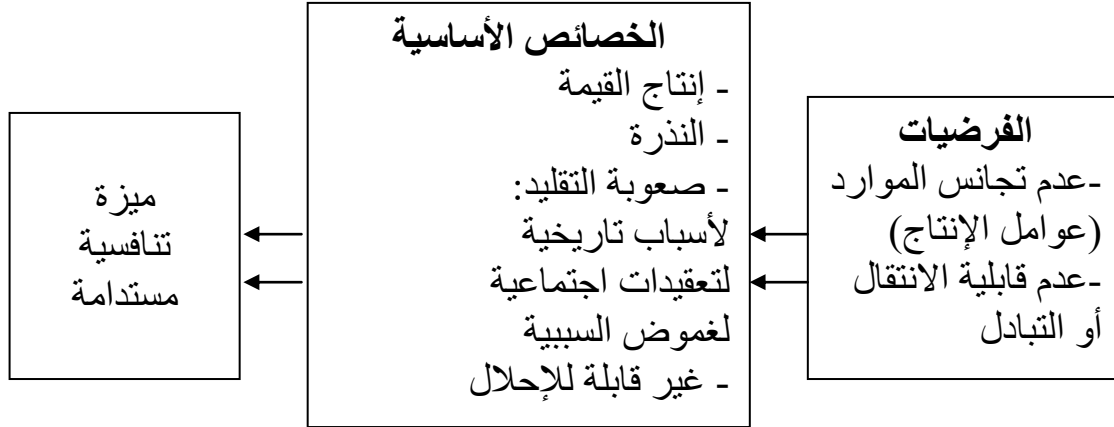 الفرضيات
-عدم تجانس الموارد
(عوامل الإنتاج)
-عدم قابلية الانتقال
أو التبادل
الخصائص الأساسية
- إنتاج القيمة
- النذرة
- صعوبة التقليد:
لأسباب تاريخية
لتعقيدات اجتماعية
لغموض السببية
- غير قابلة للإحلال
ميزة
تنافسية
مستدامة